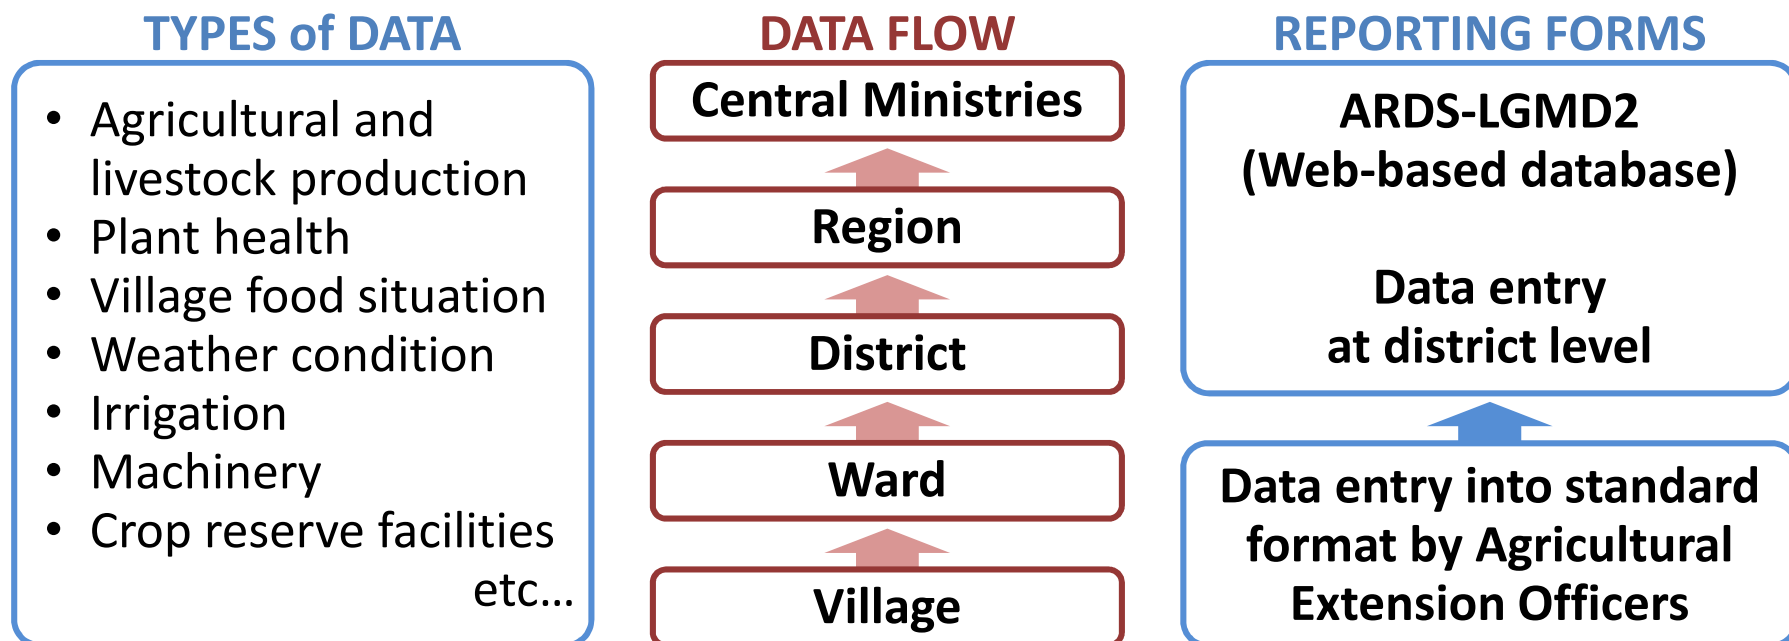 TYPES of DATA
• Agricultural and
livestock production
• Plant health
• Village food situation
• Weather condition
• Irrigation
• Machinery
• Crop reserve facilities
etc...
DATA FLOW
Central Ministries
Region
District
Ward
Village
REPORTING FORMS
ARDS-LGMD2
(Web-based database)
Data entry
at district level
Data entry into standard
format by Agricultural
Extension Officers